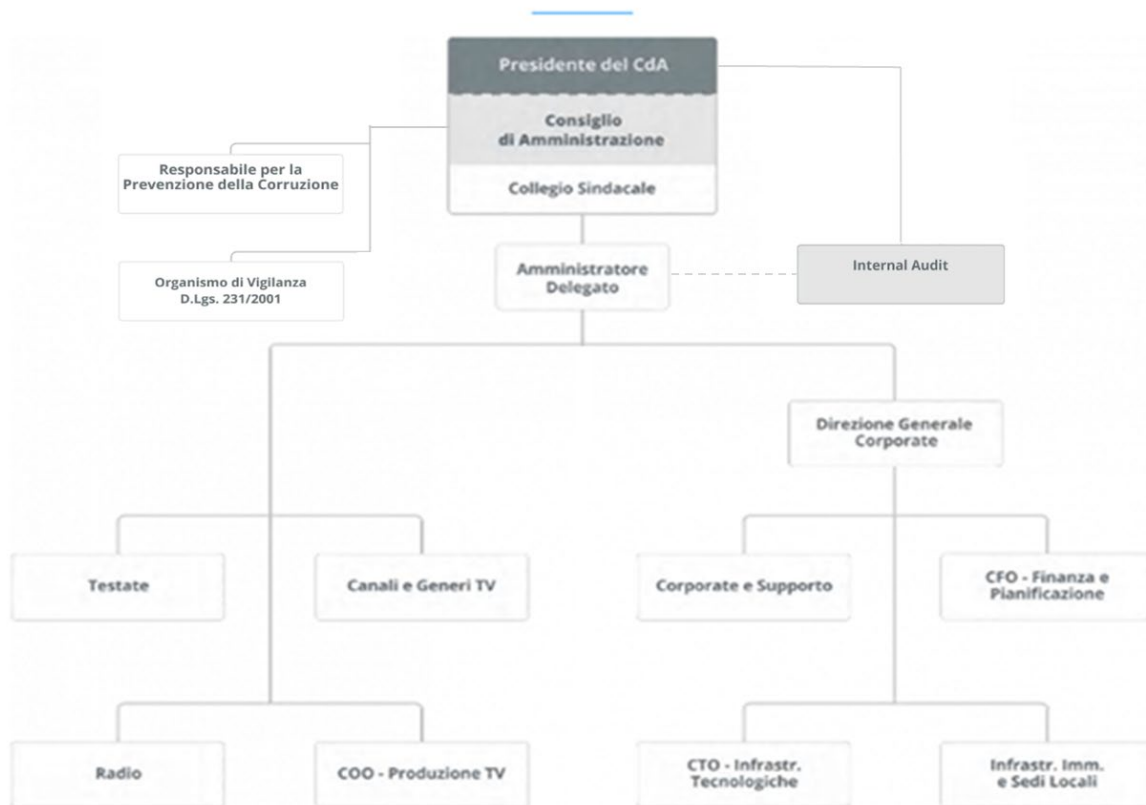 Presidente del CdA
Consiglio
di Amministrazione
Collegio Sindacale
Responsabile per la
Prevenzione della Corruzione
Organismo di Vigilanza
D.Lgs. 231/2001
Amministratore
Delegato
Internal Audit
Direzione Generale
Corporate
Testate
Canali e Generi TV
Corporate e Supporto
CFO - Finanza e
Pianificazione
Radio
COO - Produzione TV
CTO - Infrastr.
Tecnologiche
Infrastr. Imm.
e Sedi Locali